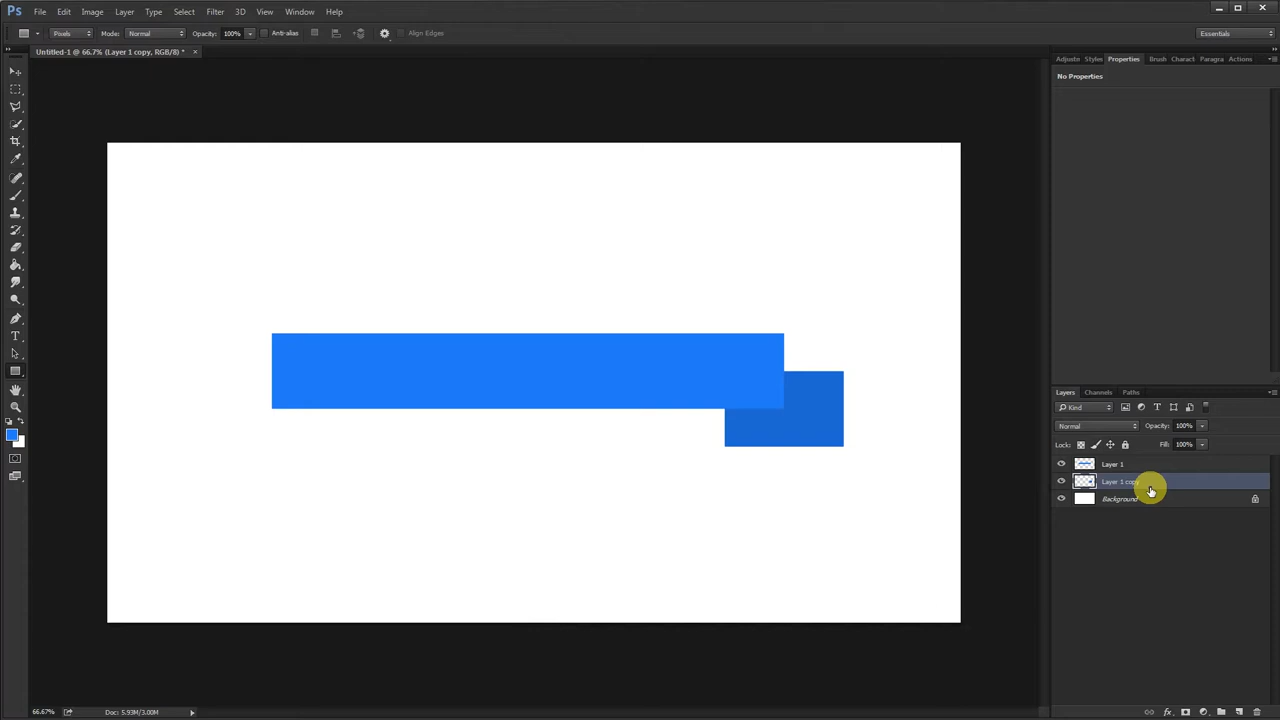 Ps File Edit Image Layer Type Select Filter 3D View Window Help
Pixels Mode: Normal Opacity: 100% Anti-alias Align Edges Essentials
Untitled-1 @ 66.7% (Layer 1 copy, RGB/8) * ×
Adjustn Styles Properties Brush Charact Paragra Actions
No Properties
T
Layers Channels Paths
Kind T
Normal Opacity: 100%
Lock: Fill: 100%
Layer 1
Layer 1 copy
Background
66.67% Doc: 5.93M/3.00M
fx